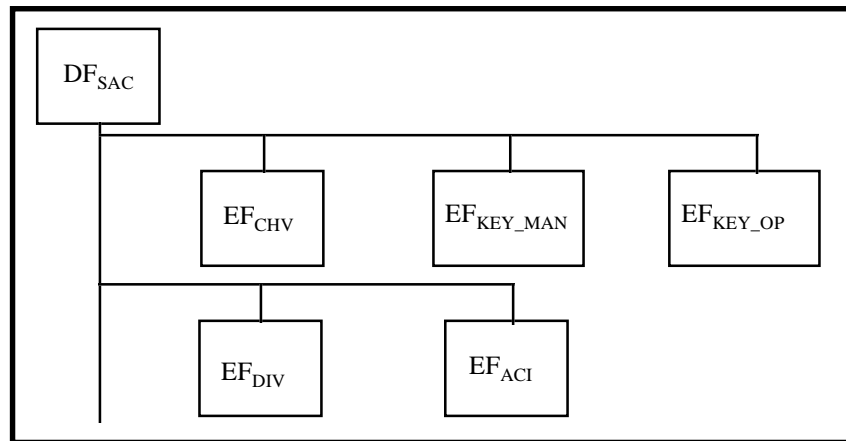 DF_SAC
EF_CHV EF_KEY_MAN EF_KEY_OP
EF_DIV EF_ACI